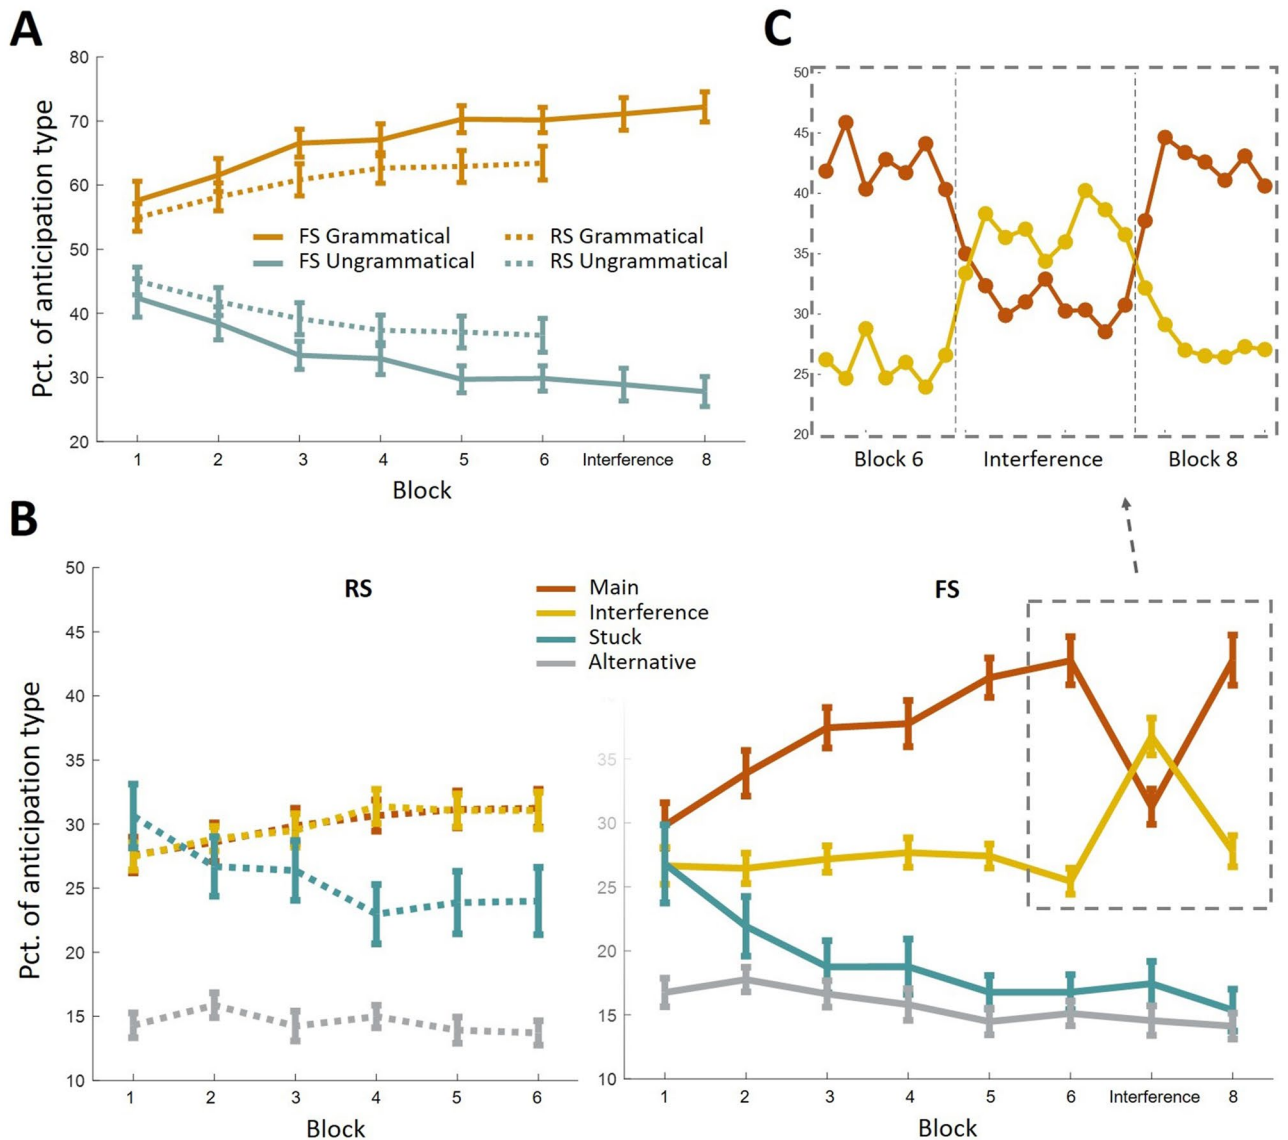 A
80
70
60
50
40
30
20
Pct. of anticipation type
FS Grammatical
FS Ungrammatical
RS Grammatical
RS Ungrammatical
1 2 3 4 5 6 Interference 8
Block
C
50
45
40
35
30
25
20
Block 6 Interference Block 8
B
50
45
40
35
30
25
20
15
10
Pct. of anticipation type
RS
Main
Interference
Stuck
Alternative
FS
35
30
25
20
15
10
1 2 3 4 5 6
Block
1 2 3 4 5 6 Interference 8
Block